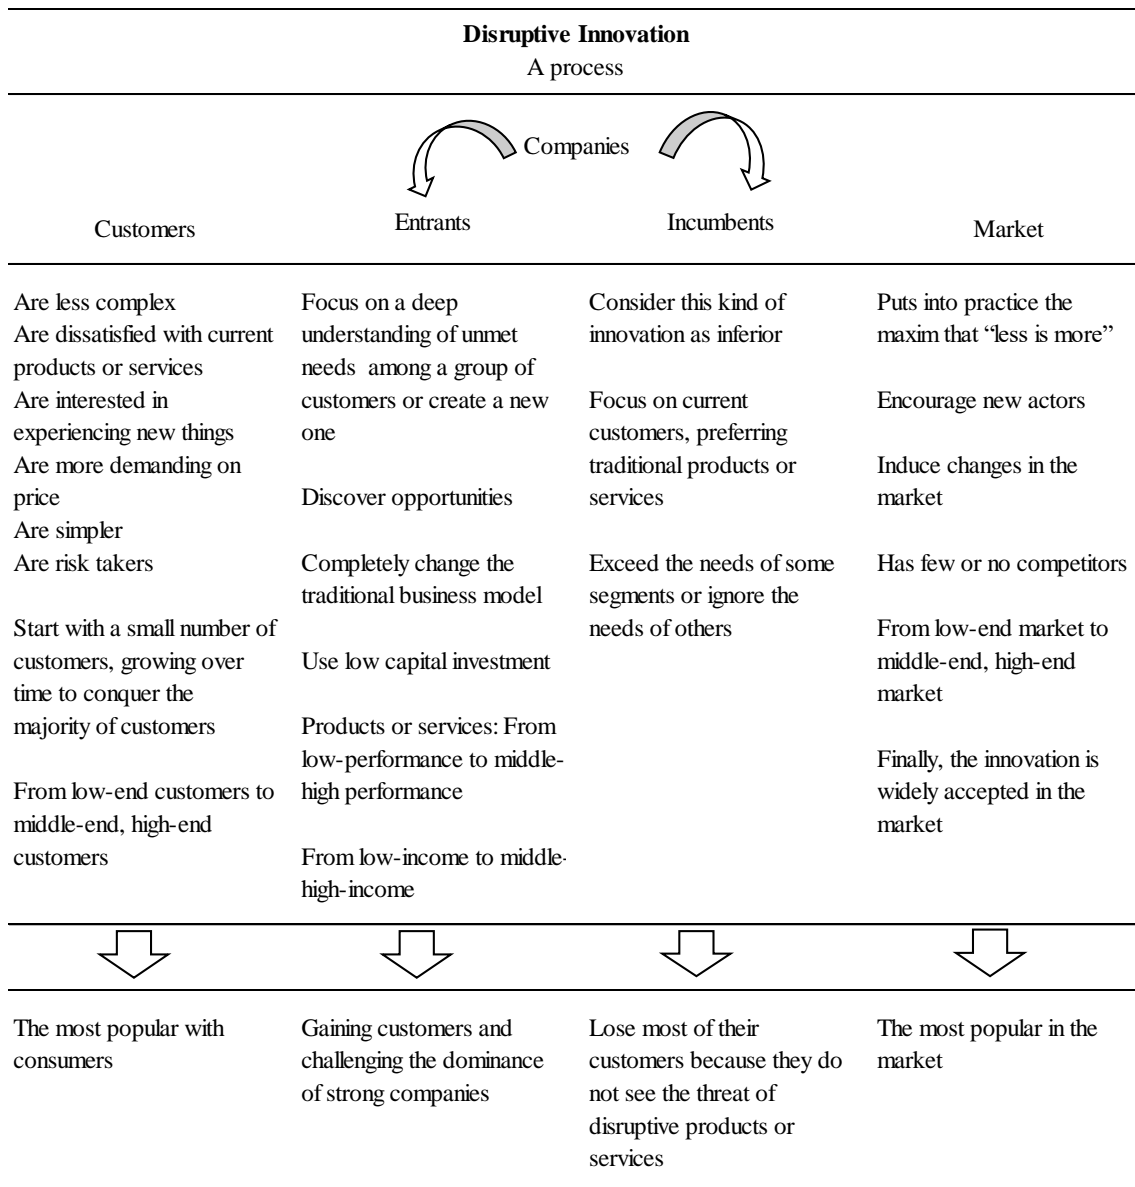 Disruptive Innovation
A process
Companies
Customers
Entrants
Incumbents
Market
Are less complex
Are dissatisfied with current
products or services
Are interested in
experiencing new things
Are more demanding on
price
Are simpler
Are risk takers
Start with a small number of
customers, growing over
time to conquer the
majority of customers
From low-end customers to
middle-end, high-end
customers
Focus on a deep
understanding of unmet
needs among a group of
customers or create a new
one
Discover opportunities
Completely change the
traditional business model
Use low capital investment
Products or services: From
low-performance to middle-
high performance
From low-income to middle-
high-income
Consider this kind of
innovation as inferior
Focus on current
customers, preferring
traditional products or
services
Exceed the needs of some
segments or ignore the
needs of others
Puts into practice the
maxim that “less is more”
Encourage new actors
Induce changes in the
market
Has few or no competitors
From low-end market to
middle-end, high-end
market
Finally, the innovation is
widely accepted in the
market
The most popular with
consumers
Gaining customers and
challenging the dominance
of strong companies
Lose most of their
customers because they do
not see the threat of
disruptive products or
services
The most popular in the
market